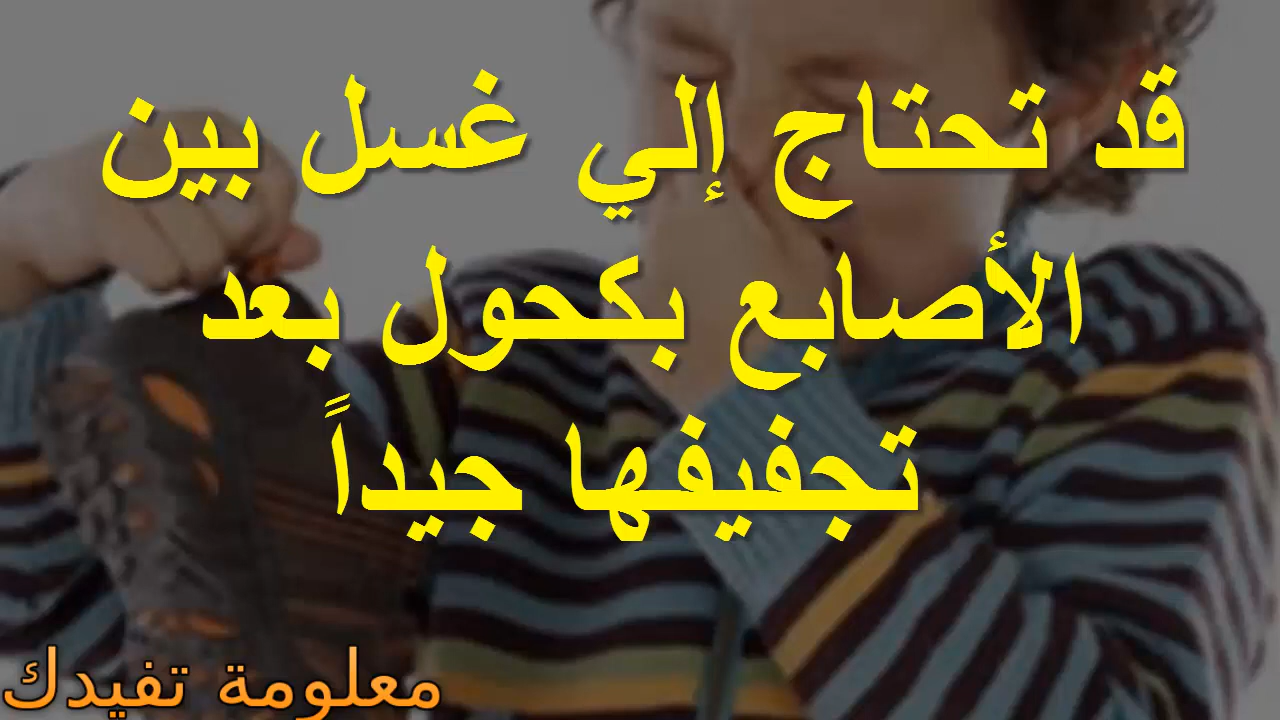 قد تحتاج إلي غسل بين
الأصابع بكحول بعد
تجفيفها جيداً
معلومة تفيدك